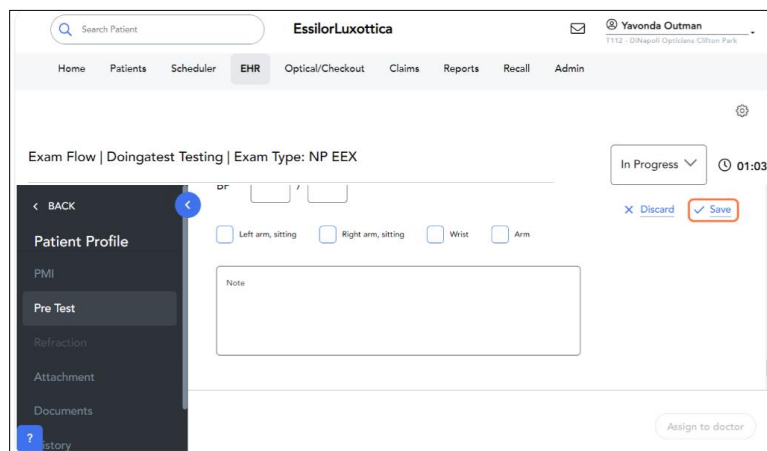 Search Patient
EssilorLuxottica
Yavonda Outman
T112 - DiNapoli Opticians Clifton Park
Home Patients Scheduler EHR Optical/Checkout Claims Reports Recall Admin
Exam Flow | Doingatest Testing | Exam Type: NP EEX
In Progress
01:03
BACK
Patient Profile
PMI
Pre Test
Refraction
Attachment
Documents
History
?
BP /
Left arm, sitting Right arm, sitting Wrist Arm
Note
Discard Save
Assign to doctor